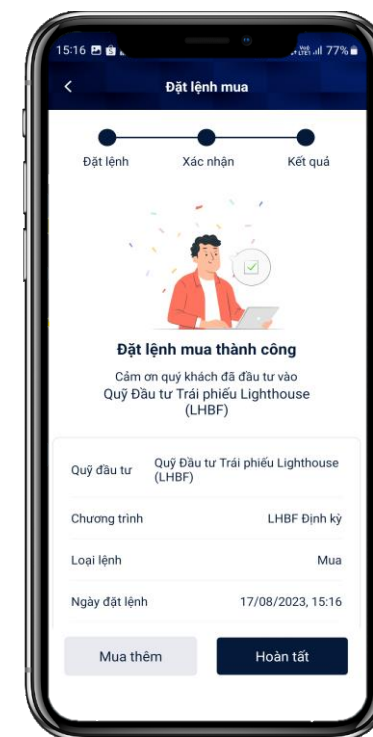 15:16
77%
Đặt lệnh mua
Đặt lệnh Xác nhận Kết quả
Đặt lệnh mua thành công
Cảm ơn quý khách đã đầu tư vào
Quỹ Đầu tư Trái phiếu Lighthouse
(LHBF)
Quỹ đầu tư Quỹ Đầu tư Trái phiếu Lighthouse
(LHBF)
Chương trình LHBF Định kỳ
Loại lệnh Mua
Ngày đặt lệnh 17/08/2023, 15:16
Mua thêm Hoàn tất